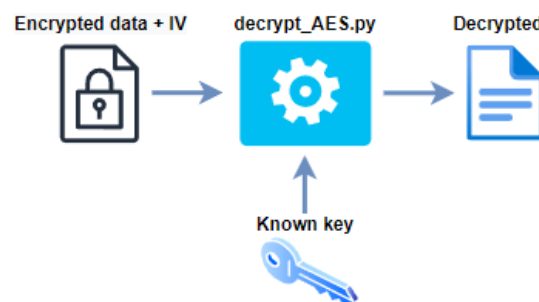 Encrypted data + IV
decrypt_AES.py
Decrypted
Known key